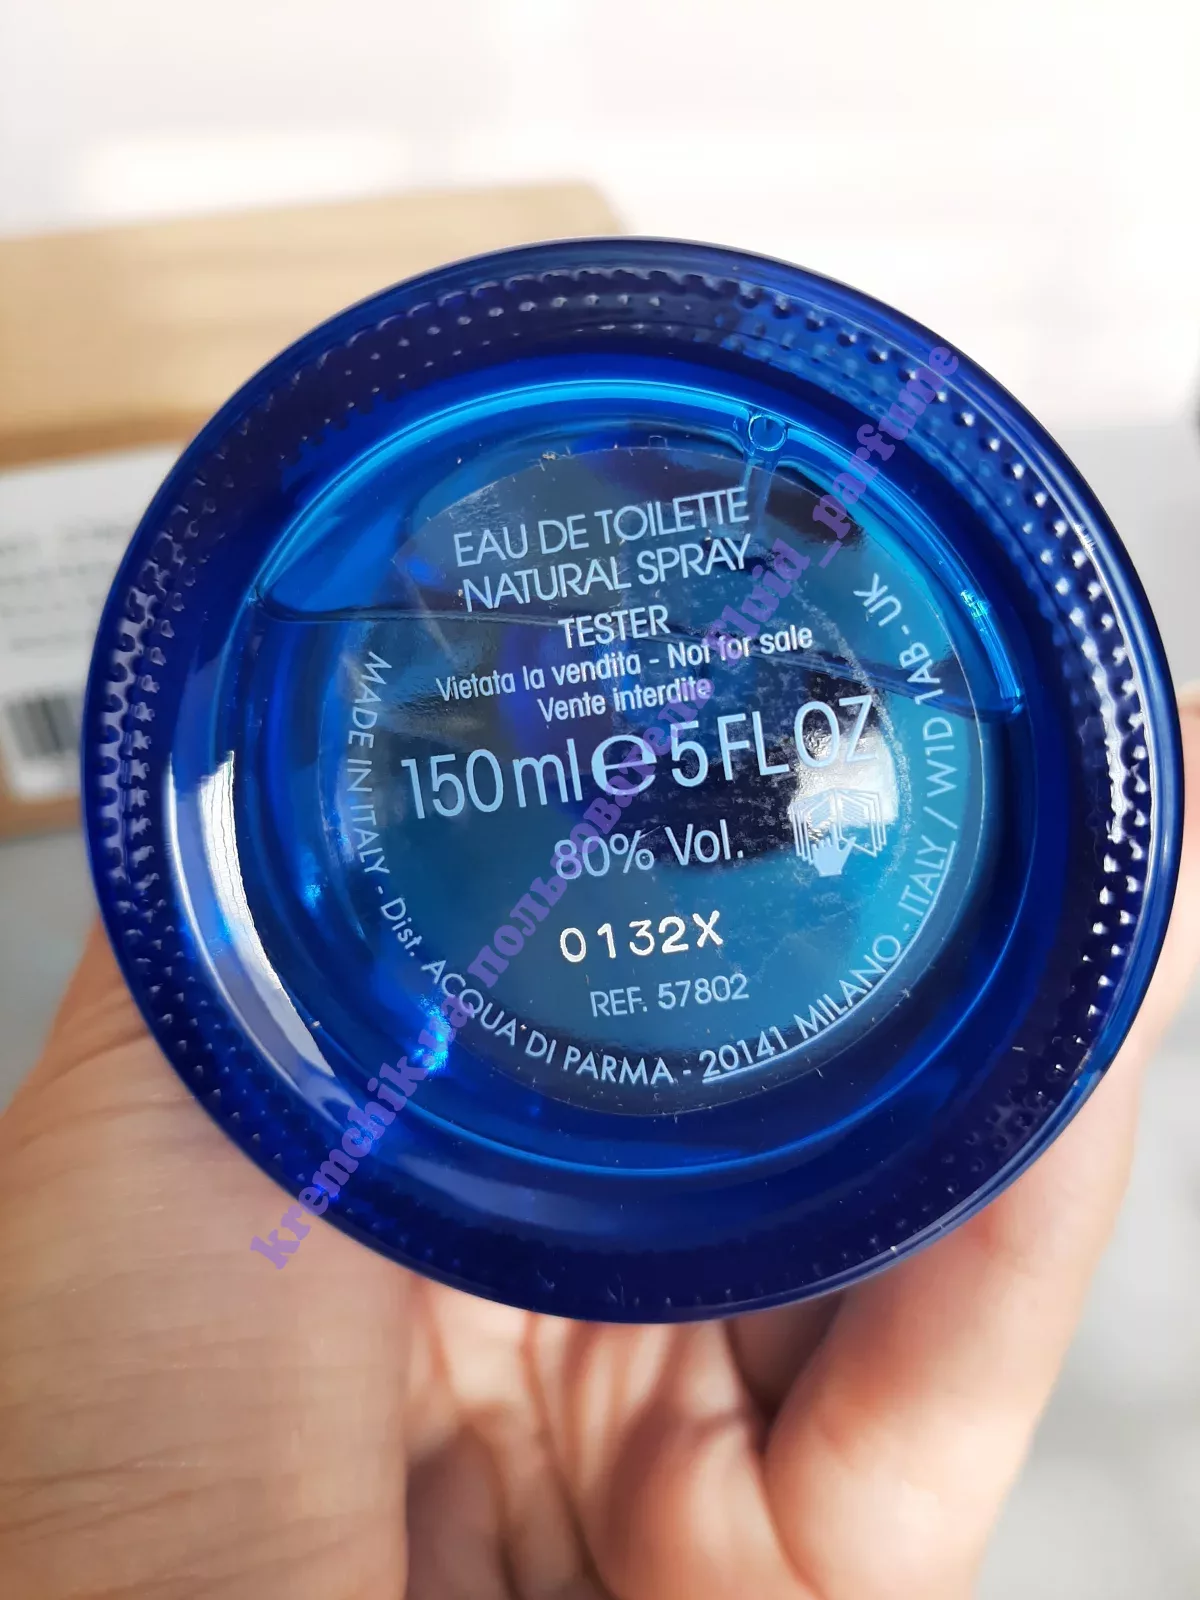 EAU DE TOILETTE
NATURAL SPRAY
TESTER
Vietata la vendita - Not for sale
Vente interdite
150 ml e 5 FL OZ
80% Vol.
0132X
REF. 57802
MADE IN ITALY - Dist. ACQUA DI PARMA - 20141 MILANO - ITALY / W1D 1AB - UK
kremchik.ua пользователь fluid_parfume